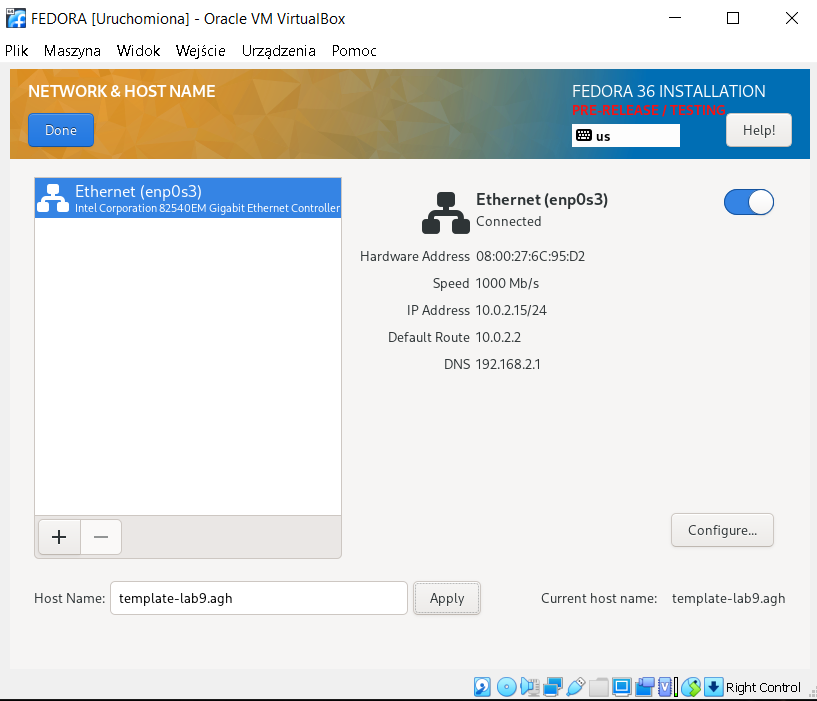 FEDORA [Uruchomiona] - Oracle VM VirtualBox
Plik Maszyna Widok Wejście Urządzenia Pomoc
NETWORK & HOST NAME
FEDORA 36 INSTALLATION
PRE-RELEASE / TESTING
Done
us
Help!
Ethernet (enp0s3)
Intel Corporation 82540EM Gigabit Ethernet Controller
Ethernet (enp0s3)
Connected
Hardware Address 08:00:27:6C:95:D2
Speed 1000 Mb/s
IP Address 10.0.2.15/24
Default Route 10.0.2.2
DNS 192.168.2.1
+ −
Configure...
Host Name: template-lab9.agh Apply Current host name: template-lab9.agh
Right Control